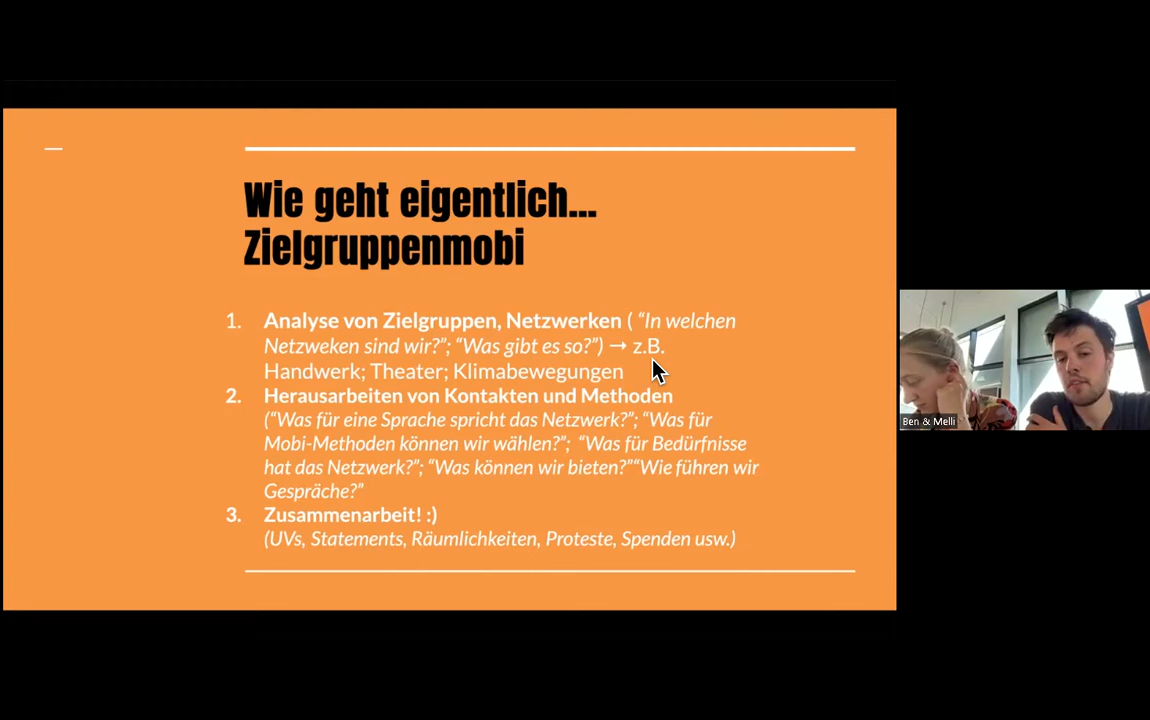 Wie geht eigentlich...
Zielgruppenmobi
1. Analyse von Zielgruppen, Netzwerken ( “In welchen
Netzweken sind wir?”; “Was gibt es so?”) → z.B.
Handwerk; Theater; Klimabewegungen
2. Herausarbeiten von Kontakten und Methoden
(“Was für eine Sprache spricht das Netzwerk?”; “Was für
Mobi-Methoden können wir wählen?”; “Was für Bedürfnisse
hat das Netzwerk?”; “Was können wir bieten?”“Wie führen wir
Gespräche?”
3. Zusammenarbeit! :)
(UVs, Statements, Räumlichkeiten, Proteste, Spenden usw.)
Ben & Melli